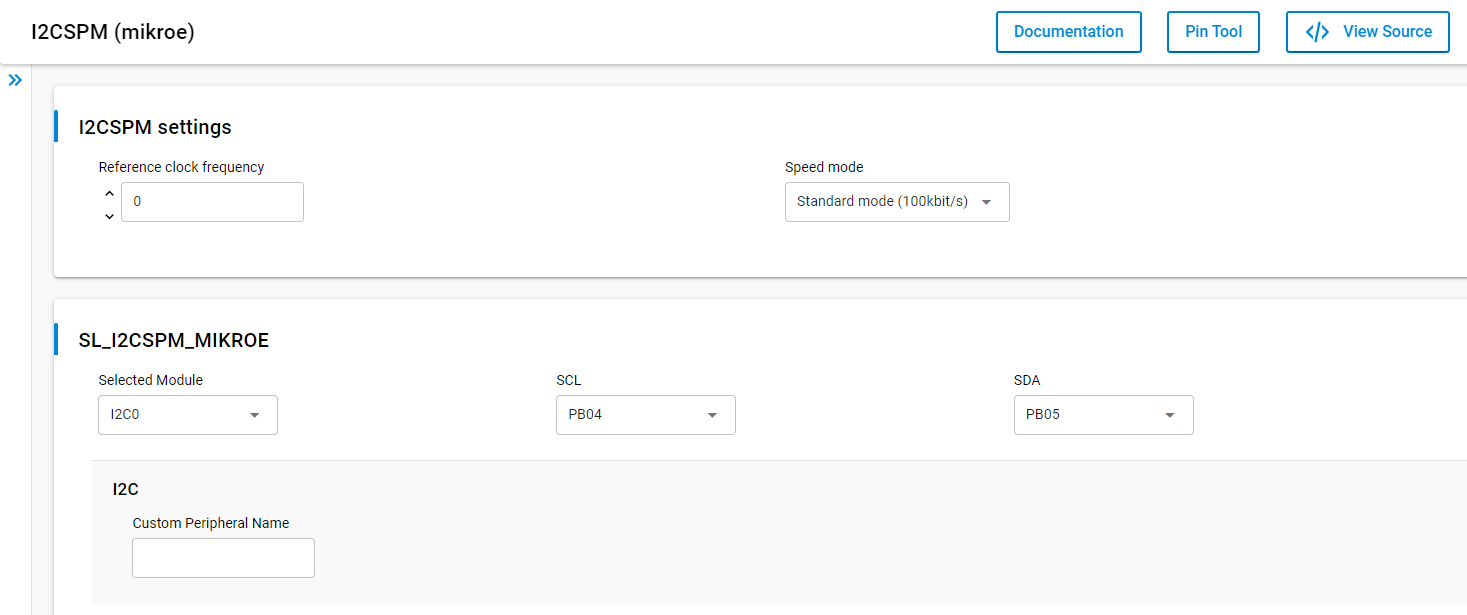 I2CSPM (mikroe)
Documentation
Pin Tool
View Source
I2CSPM settings
Reference clock frequency
Speed mode
0
Standard mode (100kbit/s)
SL_I2CSPM_MIKROE
Selected Module
SCL
SDA
I2C0
PB04
PB05
I2C
Custom Peripheral Name